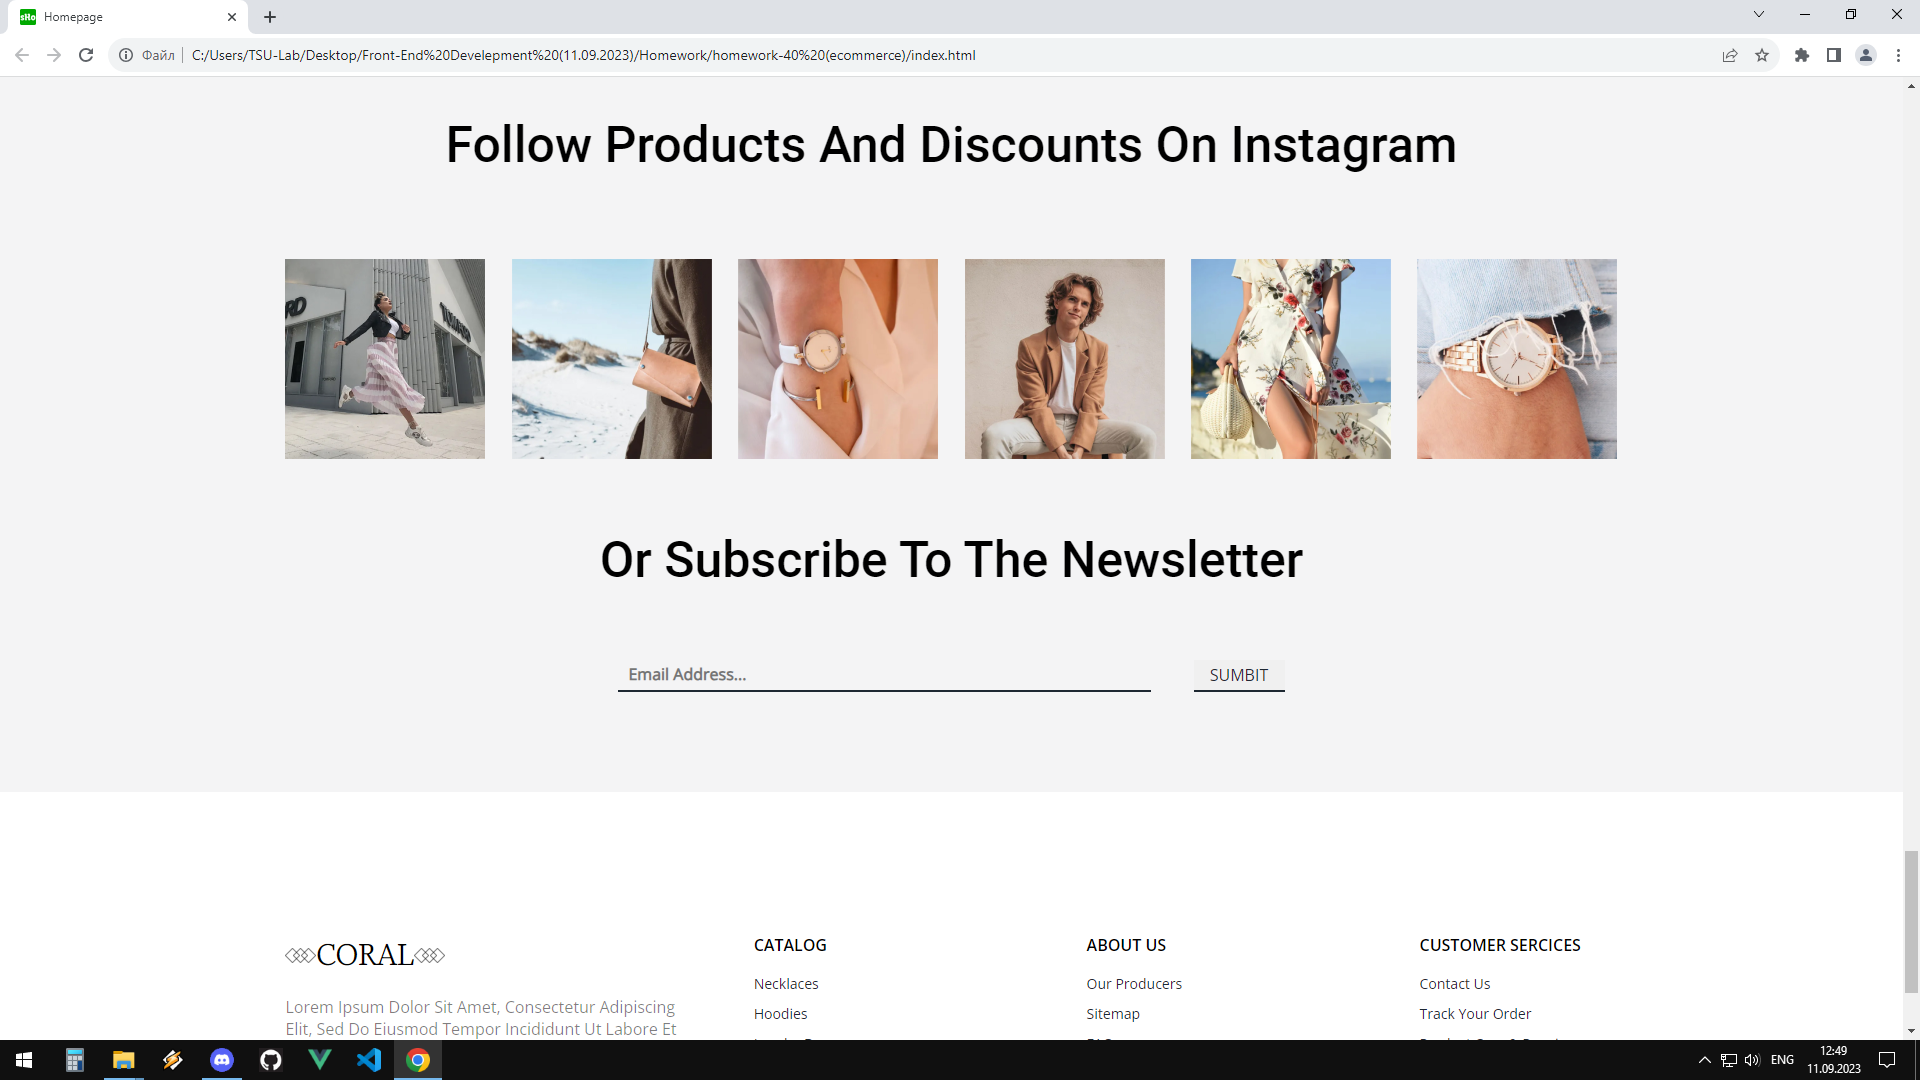 Homepage
Файл
C:/Users/TSU-Lab/Desktop/Front-End%20Develepment%20(11.09.2023)/Homework/homework-40%20(ecommerce)/index.html
Follow Products And Discounts On Instagram
Or Subscribe To The Newsletter
Email Address...
SUMBIT
CORAL
Lorem Ipsum Dolor Sit Amet, Consectetur Adipiscing
Elit, Sed Do Eiusmod Tempor Incididunt Ut Labore Et
CATALOG
Necklaces
Hoodies
ABOUT US
Our Producers
Sitemap
CUSTOMER SERCICES
Contact Us
Track Your Order
ENG
12:49
11.09.2023